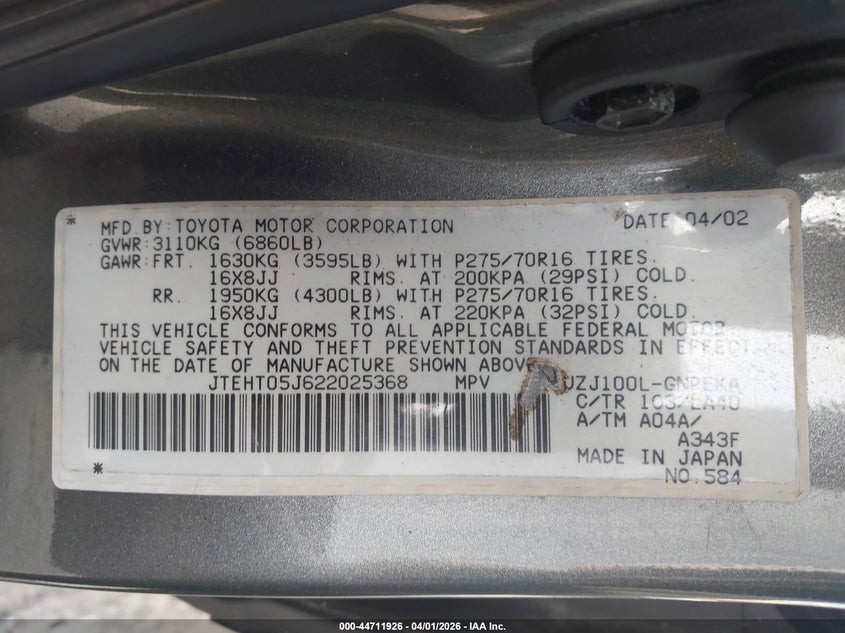 MFD. BY: TOYOTA MOTOR CORPORATION DATE: 04/02
GVWR: 3110KG (6860LB)
GAWR: FRT. 1630KG (3595LB) WITH P275/70R16 TIRES.
16X8JJ RIMS. AT 200KPA (29PSI) COLD.
RR. 1950KG (4300LB) WITH P275/70R16 TIRES.
16X8JJ RIMS. AT 220KPA (32PSI) COLD.
THIS VEHICLE CONFORMS TO ALL APPLICABLE FEDERAL MOTOR
VEHICLE SAFETY AND THEFT PREVENTION STANDARDS IN EFFECT
ON THE DATE OF MANUFACTURE SHOWN ABOVE.
JTEHT05J622025368 MPV UZJ100L-GNPEKA
C/TR 103/LA40
A/TM A04A/
A343F
MADE IN JAPAN
NO. 584
000-44711926 - 04/01/2026 - IAA Inc.